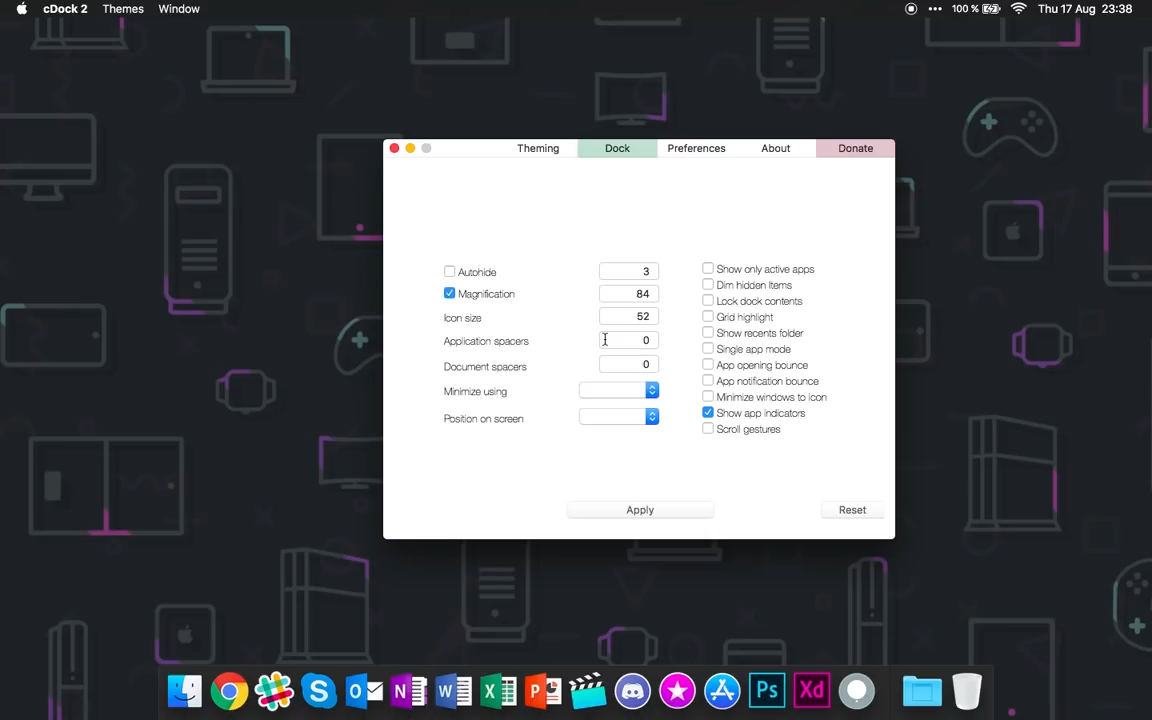 cDock 2 Themes Window 100 % Thu 17 Aug 23:38
Theming Dock Preferences About Donate
Autohide 3
Magnification 84
Icon size 52
Application spacers 0
Document spacers 0
Minimize using
Position on screen
Show only active apps
Dim hidden Items
Lock dock contents
Grid highlight
Show recents folder
Single app mode
App opening bounce
App notification bounce
Minimize windows to icon
Show app indicators
Scroll gestures
Apply Reset
S O N W X P Ps Xd